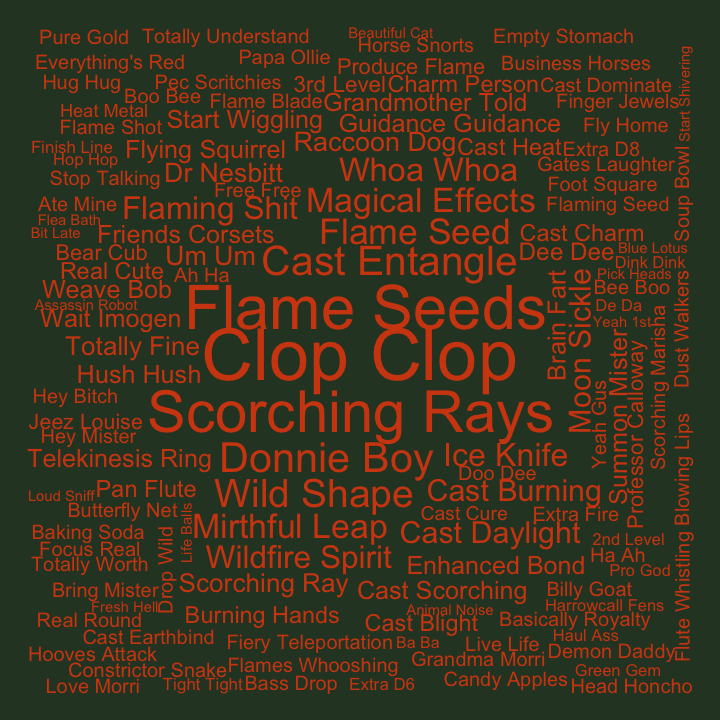 Pure Gold
Totally Understand
Beautiful Cat
Horse Snorts
Empty Stomach
Everything's Red
Papa Ollie
Produce Flame
Business Horses
Start Shivering
Hug Hug
Pec Scritchies
3rd Level
Charm Person
Cast Dominate
Boo Bee
Flame Blade
Grandmother Told
Finger Jewels
Heat Metal
Flame Shot
Start Wiggling
Guidance Guidance
Fly Home
Finish Line
Flying Squirrel
Raccoon Dog
Cast Heat
Extra D8
Hop Hop
Dr Nesbitt
Whoa Whoa
Gates Laughter
Soup Bowl
Stop Talking
Free Free
Foot Square
Ate Mine
Flaming Shit
Magical Effects
Flaming Seed
Flea Bath
Bit Late
Friends Corsets
Flame Seed
Cast Charm
Bear Cub
Um Um
Cast Entangle
Dee Dee
Blue Lotus
Dink Dink
Real Cute
Ah Ha
Pick Heads
Weave Bob
Bee Boo
Assassin Robot
Flame Seeds
Brain Fart
Moon Sickle
De Da
Dust Walkers
Wait Imogen
Yeah 1st
Totally Fine
Clop Clop
Summon Mister
Professor Calloway
Scorching Marisha
Hush Hush
Yeah Gus
Hey Bitch
Scorching Rays
Jeez Louise
Hey Mister
Telekinesis Ring
Donnie Boy
Ice Knife
Doo Dee
Flute Whistling Blowing Lips
Loud Sniff
Pan Flute
Wild Shape
Cast Burning
Butterfly Net
Life Balls
Cast Cure
Extra Fire
Baking Soda
Drop Wild
Mirthful Leap
Cast Daylight
2nd Level
Focus Real
Wildfire Spirit
Enhanced Bond
Ha Ah
Totally Worth
Pro God
Bring Mister
Scorching Ray
Cast Scorching
Billy Goat
Fresh Hell
Animal Noise
Harrowcall Fens
Real Round
Burning Hands
Cast Blight
Basically Royalty
Cast Earthbind
Fiery Teleportation
Ba Ba
Live Life
Haul Ass
Hooves Attack
Grandma Morri
Demon Daddy
Constrictor Snake
Flames Whooshing
Green Gem
Love Morri
Tight Tight
Bass Drop
Extra D6
Candy Apples
Head Honcho